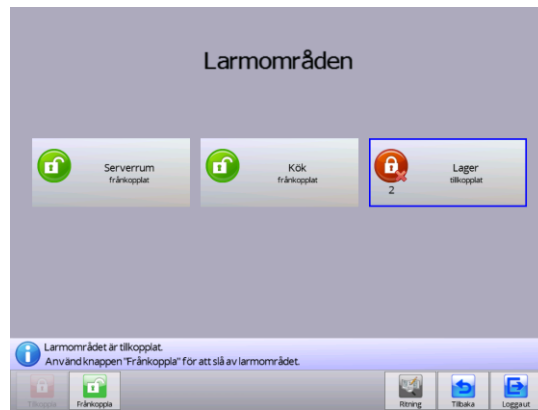 Larmområden
Serverrum
frånkopplat
Kök
frånkopplat
2
Lager
tillkopplat
Larmområdet är tillkopplat.
Använd knappen "Frånkoppla" för att slå av larmområdet.
Tillkoppla
Frånkoppla
Ritning
Tillbaka
Logga ut